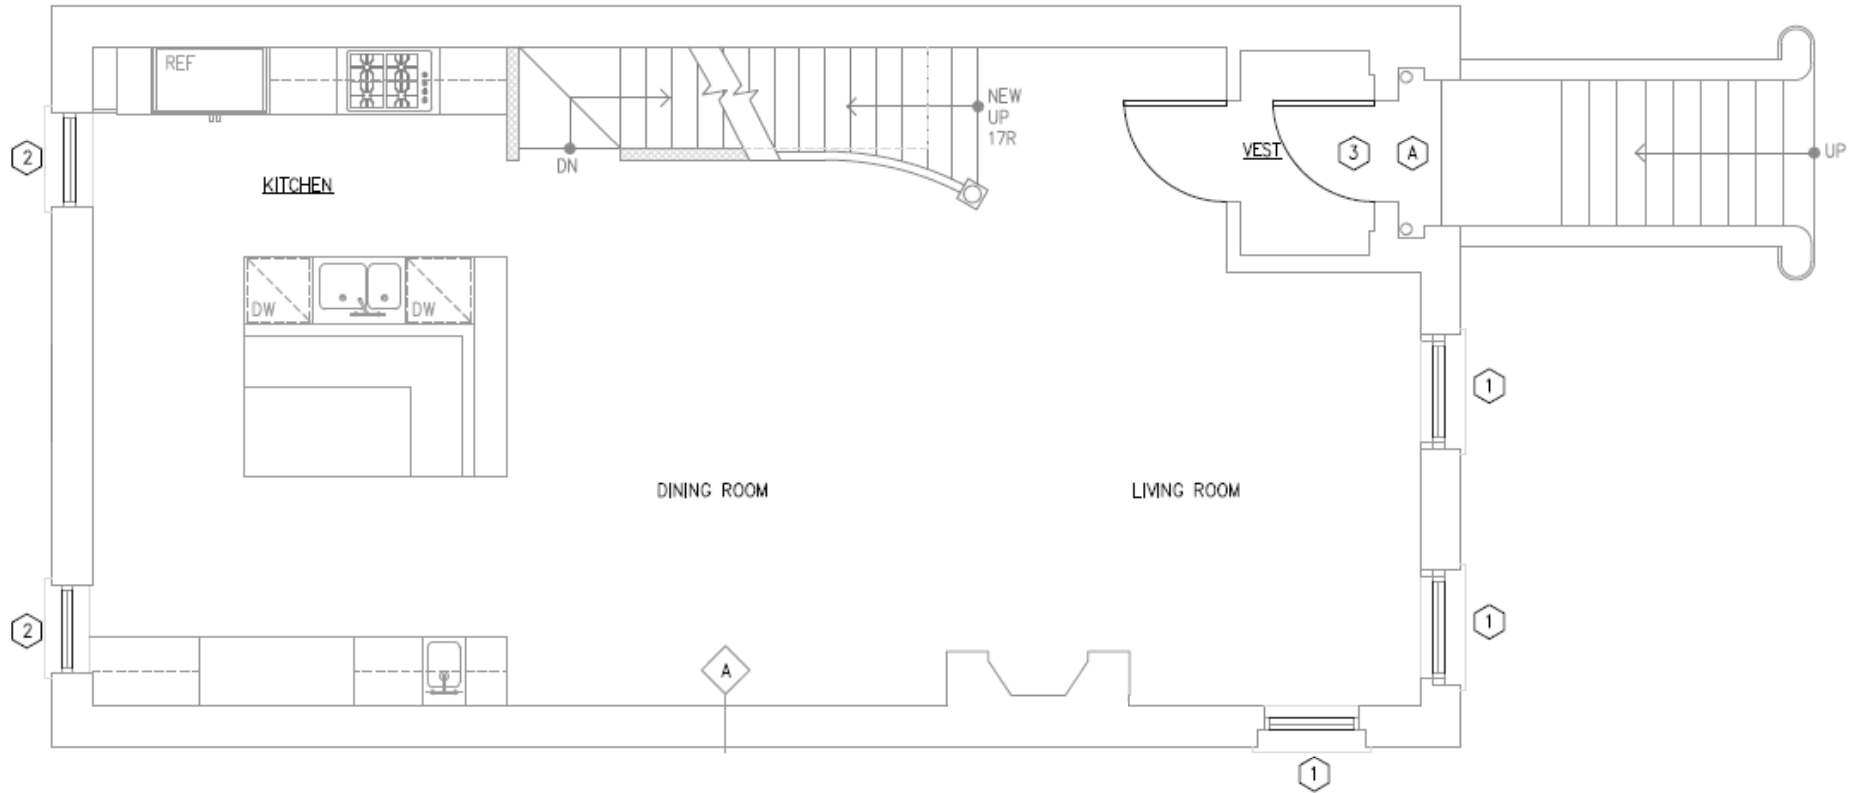 REF
NEW
UP
17R
2
DN
VEST
3
A
UP
KITCHEN
DW
DW
1
DINING ROOM
LIVING ROOM
2
1
A
1